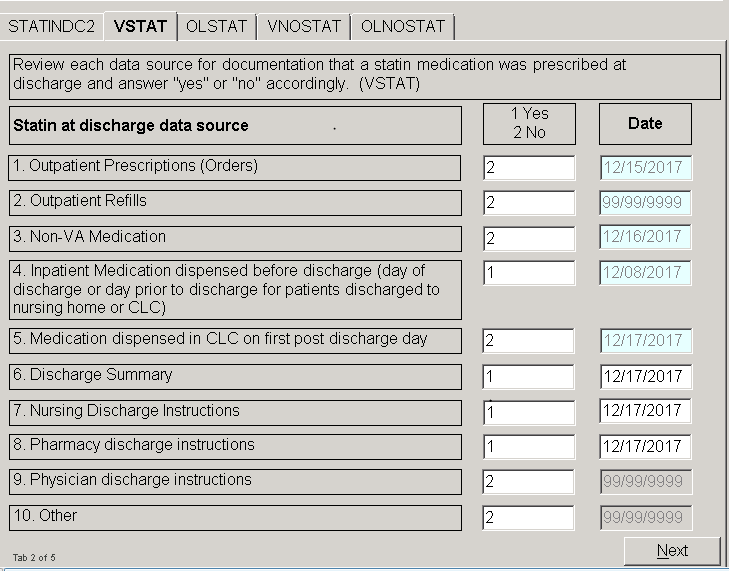 STATINDC2 VSTAT OLSTAT VNOSTAT OLNOSTAT
Review each data source for documentation that a statin medication was prescribed at
discharge and answer "yes" or "no" accordingly. (VSTAT)
Statin at discharge data source
1 Yes
2 No
Date
1. Outpatient Prescriptions (Orders) 2 12/15/2017
2. Outpatient Refills 2 99/99/9999
3. Non-VA Medication 2 12/16/2017
4. Inpatient Medication dispensed before discharge (day of 1 12/08/2017
discharge or day prior to discharge for patients discharged to
nursing home or CLC)
5. Medication dispensed in CLC on first post discharge day 2 12/17/2017
6. Discharge Summary 1 12/17/2017
7. Nursing Discharge Instructions 1 12/17/2017
8. Pharmacy discharge instructions 1 12/17/2017
9. Physician discharge instructions 2 99/99/9999
10. Other 2 99/99/9999
Tab 2 of 5
Next